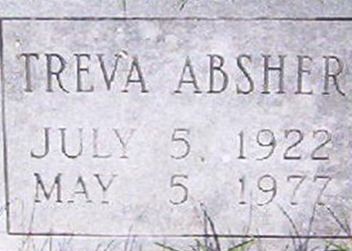 TREVA ABSHER
JULY 5, 1922
MAY 5, 1977